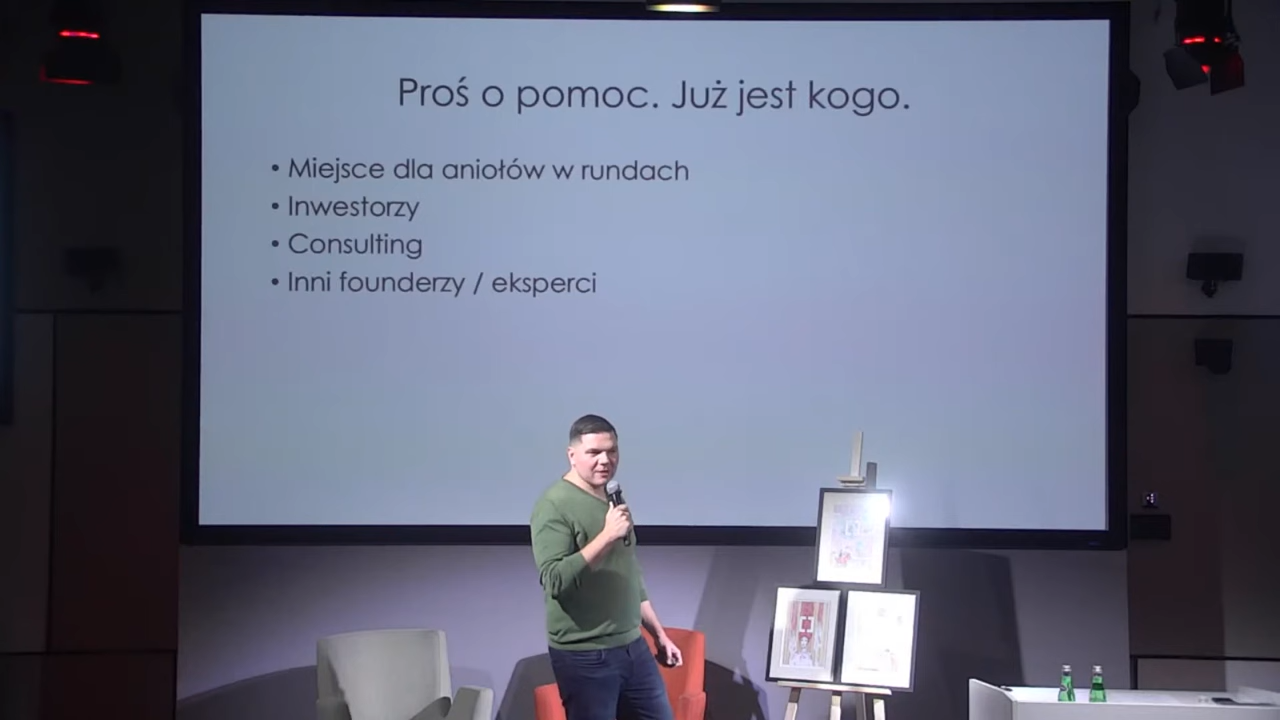 Proś o pomoc. Już jest kogo.
• Miejsce dla aniołów w rundach
• Inwestorzy
• Consulting
• Inni founderzy / eksperci